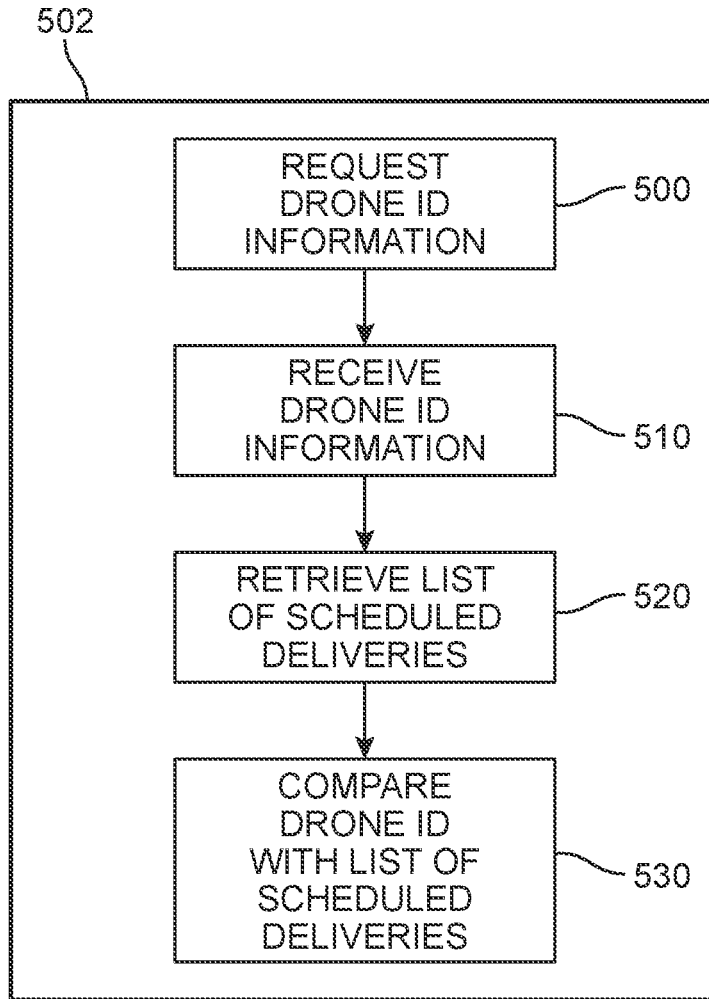 502
REQUEST
DRONE ID
INFORMATION
500
RECEIVE
DRONE ID
INFORMATION
510
RETRIEVE LIST
OF SCHEDULED
DELIVERIES
520
COMPARE
DRONE ID
WITH LIST OF
SCHEDULED
DELIVERIES
530